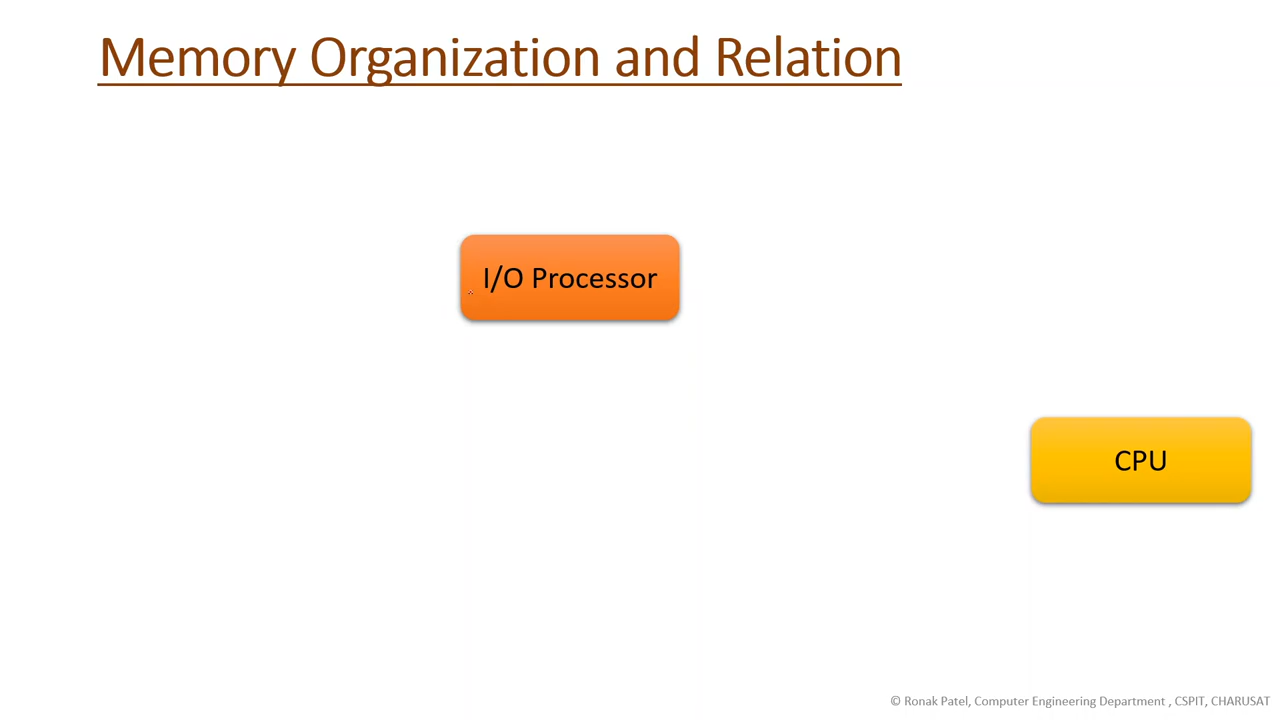 Memory Organization and Relation
I/O Processor
CPU
© Ronak Patel, Computer Engineering Department , CSPIT, CHARUSAT